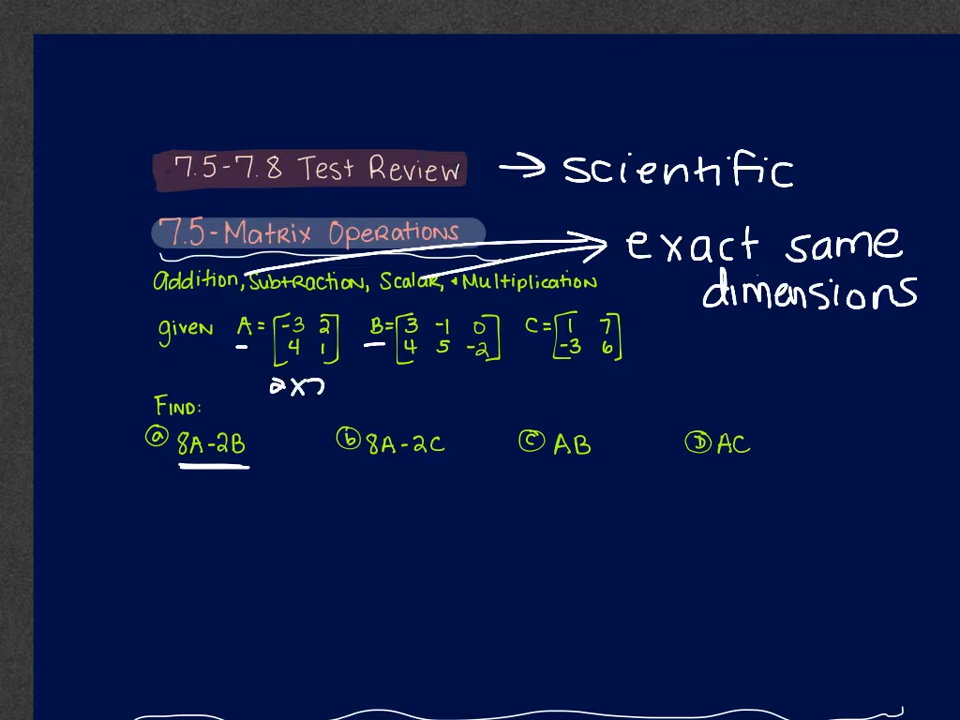 7.5-7.8 Test Review → scientific
7.5-Matrix Operations
exact same
dimensions
Addition, Subtraction, Scalar, + Multiplication
given A = [-3 2 B = [3 -1 0] C = [1 7]
4 1] 4 5 -2] -3 6]
2x
FIND:
ⓐ 8A-2B ⓑ 8A-2C Ⓒ AB Ⓓ AC